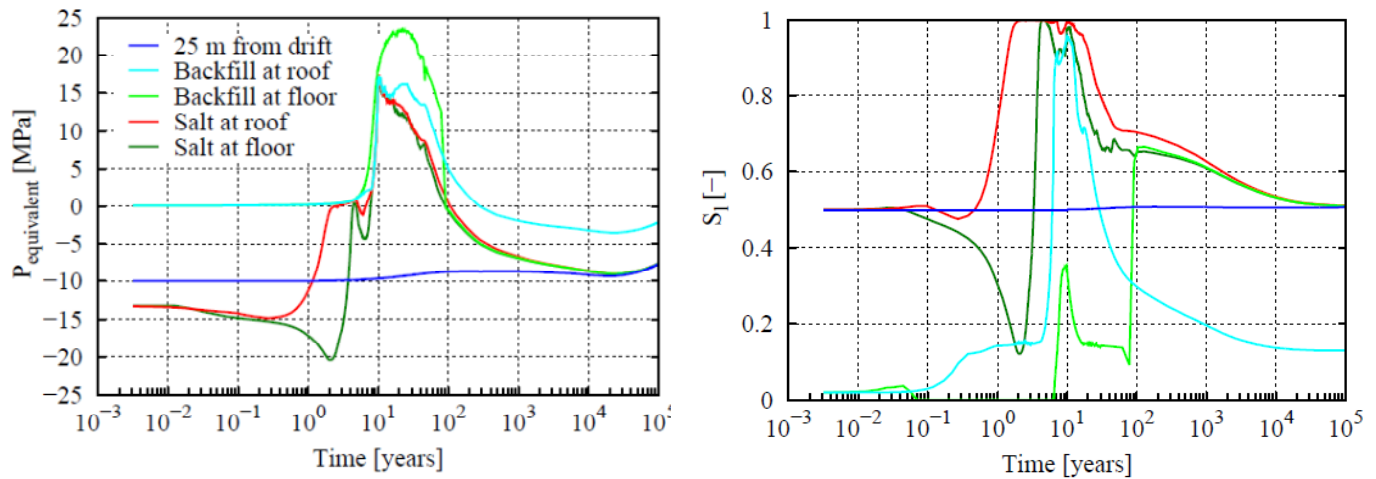 25
20
15
10
5
0
−5
−10
−15
−20
−25
P equivalent [MPa]
25 m from drift
Backfill at roof
Backfill at floor
Salt at roof
Salt at floor
10−3 10−2 10−1 100 101 102 103 104 105
Time [years]
1
0.8
0.6
0.4
0.2
0
Sl [-]
10−3 10−2 10−1 100 101 102 103 104 105
Time [years]